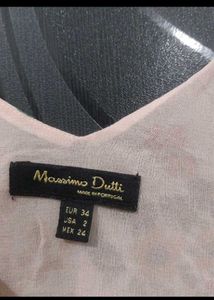 Massimo Dutti
MADE IN PORTUGAL
EUR 34
USA 2
MEX 24